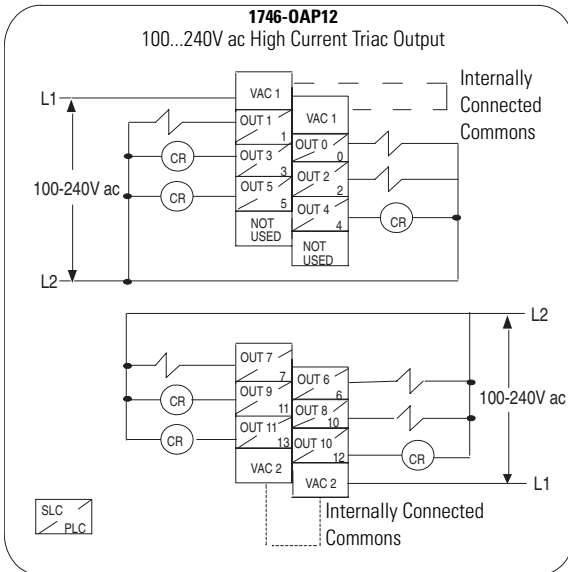 1746-OAP12
100...240V ac High Current Triac Output
Internally
Connected
Commons
L1
VAC 1
VAC 1
OUT 1
1
OUT 0
0
CR
OUT 3
3
OUT 2
2
100-240V ac
CR
OUT 5
5
OUT 4
4
CR
NOT
USED
NOT
USED
L2
L2
OUT 7
7
OUT 6
6
CR
OUT 9
11
OUT 8
10
100-240V ac
CR
OUT 11
13
OUT 10
12
CR
VAC 2
VAC 2
L1
SLC
PLC
Internally Connected
Commons